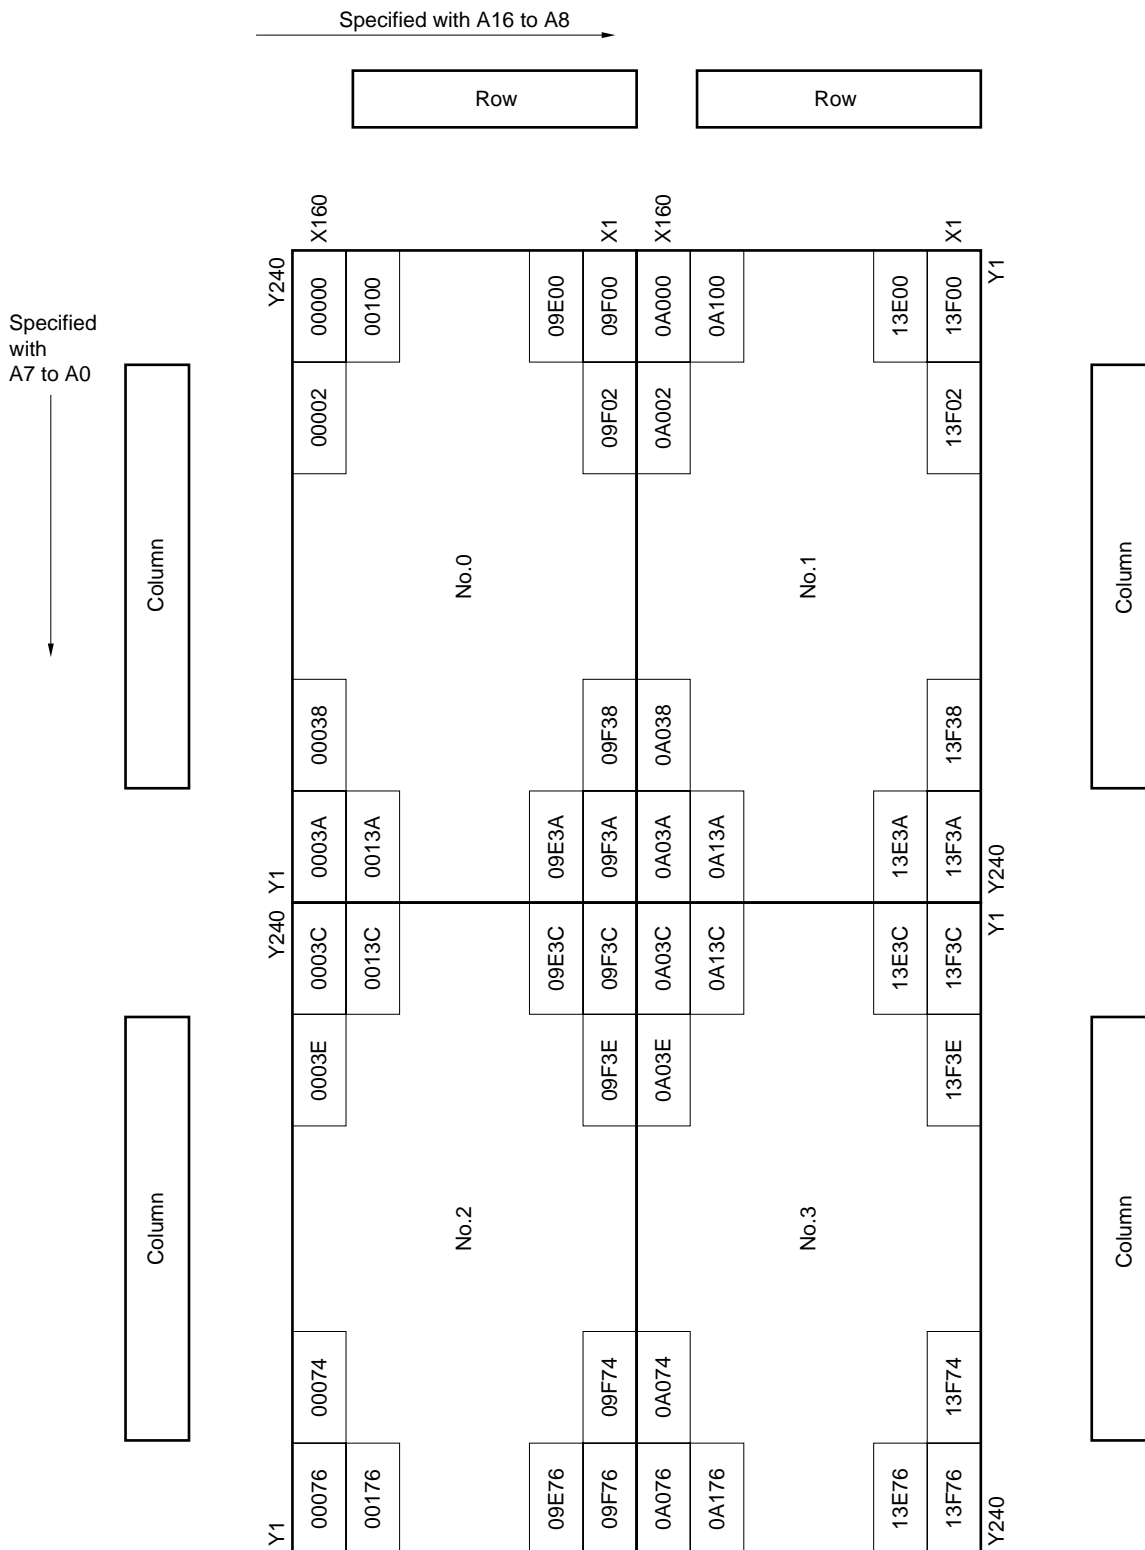 Specified with A16 to A8
Row Row
X160 X1 X160 X1
Y240 00000 00100 09E00 09F00 0A000 0A100 13E00 13F00 Y1
Specified
with
A7 to A0
00002 09F02 0A002 13F02
Column No.0 No.1 Column
00038 09F38 0A038 13F38
Y1 0003A 0013A 09E3A 09F3A 0A03A 0A13A 13E3A 13F3A Y240
Y240 0003C 0013C 09E3C 09F3C 0A03C 0A13C 13E3C 13F3C Y1
0003E 09F3E 0A03E 13F3E
Column No.2 No.3 Column
00074 09F74 0A074 13F74
Y1 00076 00176 09E76 09F76 0A076 0A176 13E76 13F76 Y240